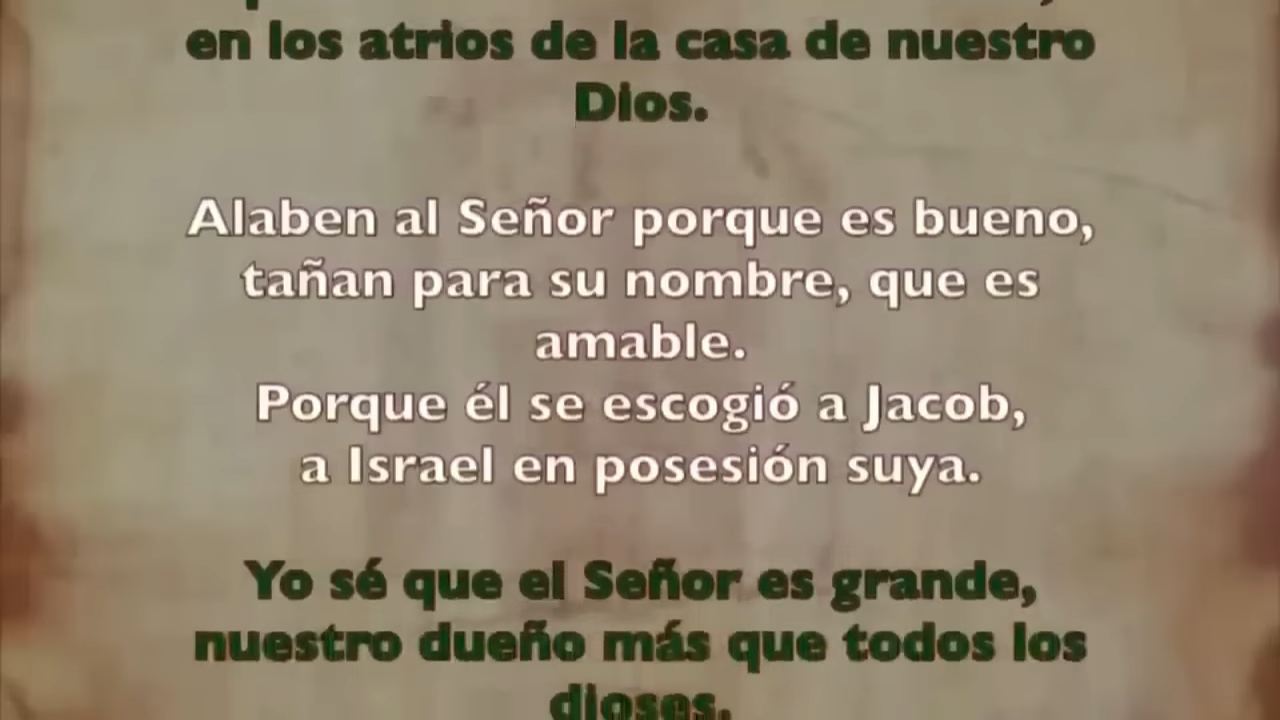 en los atrios de la casa de nuestro
Dios.
Alaben al Señor porque es bueno,
tañan para su nombre, que es
amable.
Porque él se escogió a Jacob,
a Israel en posesión suya.
Yo sé que el Señor es grande,
nuestro dueño más que todos los
dioses.